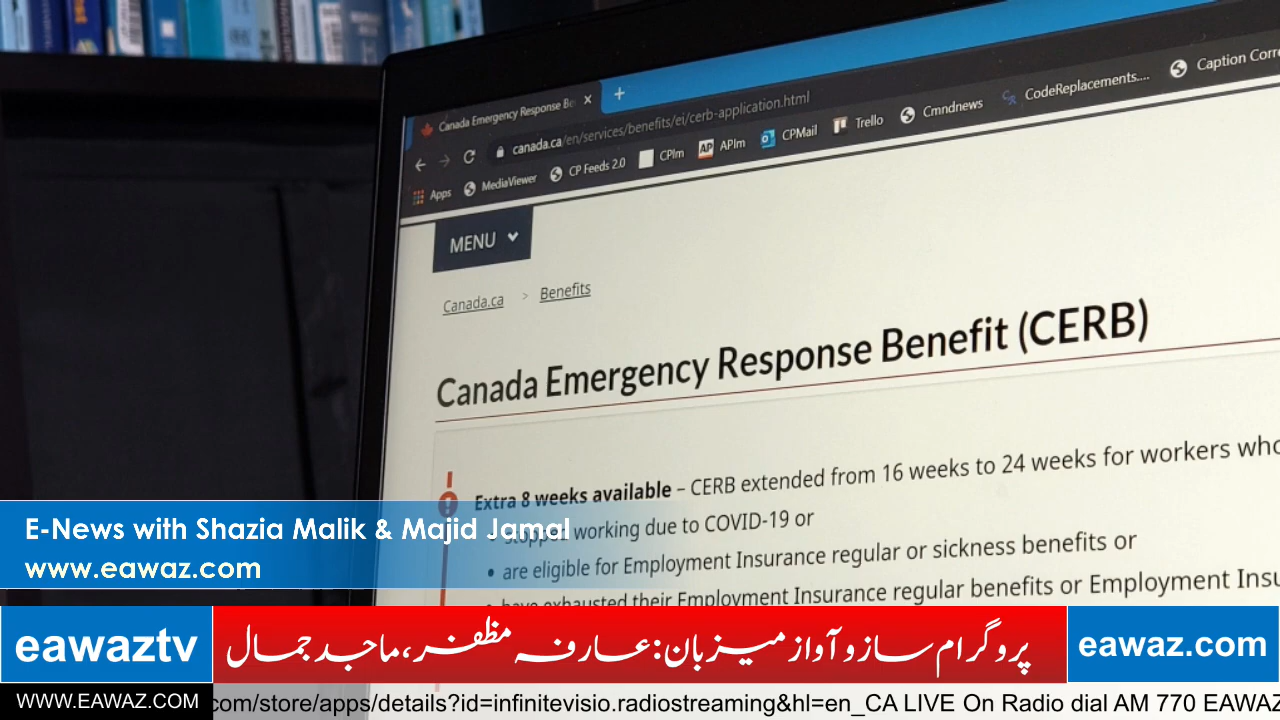 Canada Emergency Response Be
canada.ca/en/services/benefits/ei/cerb-application.html
Apps MediaViewer CP Feeds 2.0 CPIm APIm CPMail Trello Cmndnews CodeReplacements.... Caption Corre
MENU
Canada.ca > Benefits
Canada Emergency Response Benefit (CERB)
Extra 8 weeks available – CERB extended from 16 weeks to 24 weeks for workers who
• stopped working due to COVID-19 or
• are eligible for Employment Insurance regular or sickness benefits or
• have exhausted their Employment Insurance regular benefits or Employment Insu
E-News with Shazia Malik & Majid Jamal
www.eawaz.com
eawaztv
پروگرام ساز و آواز میزبان: عارفہ مظفر، ماجد جمال
eawaz.com
WWW.EAWAZ.COM
com/store/apps/details?id=infinitevisio.radiostreaming&hl=en_CA LIVE On Radio dial AM 770 EAWAZ